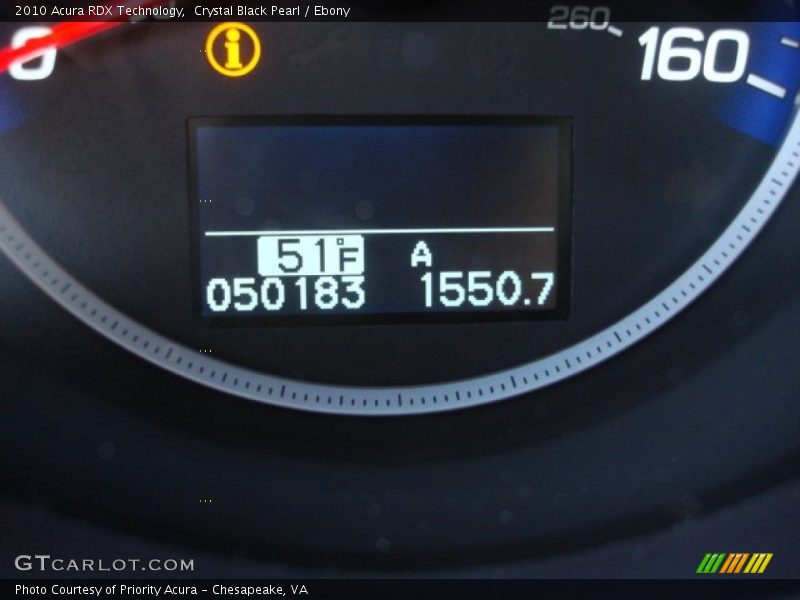 2010 Acura RDX Technology, Crystal Black Pearl / Ebony
0
i
260
160
51°F
A
050183
1550.7
GTCARLOT.COM
Photo Courtesy of Priority Acura - Chesapeake, VA